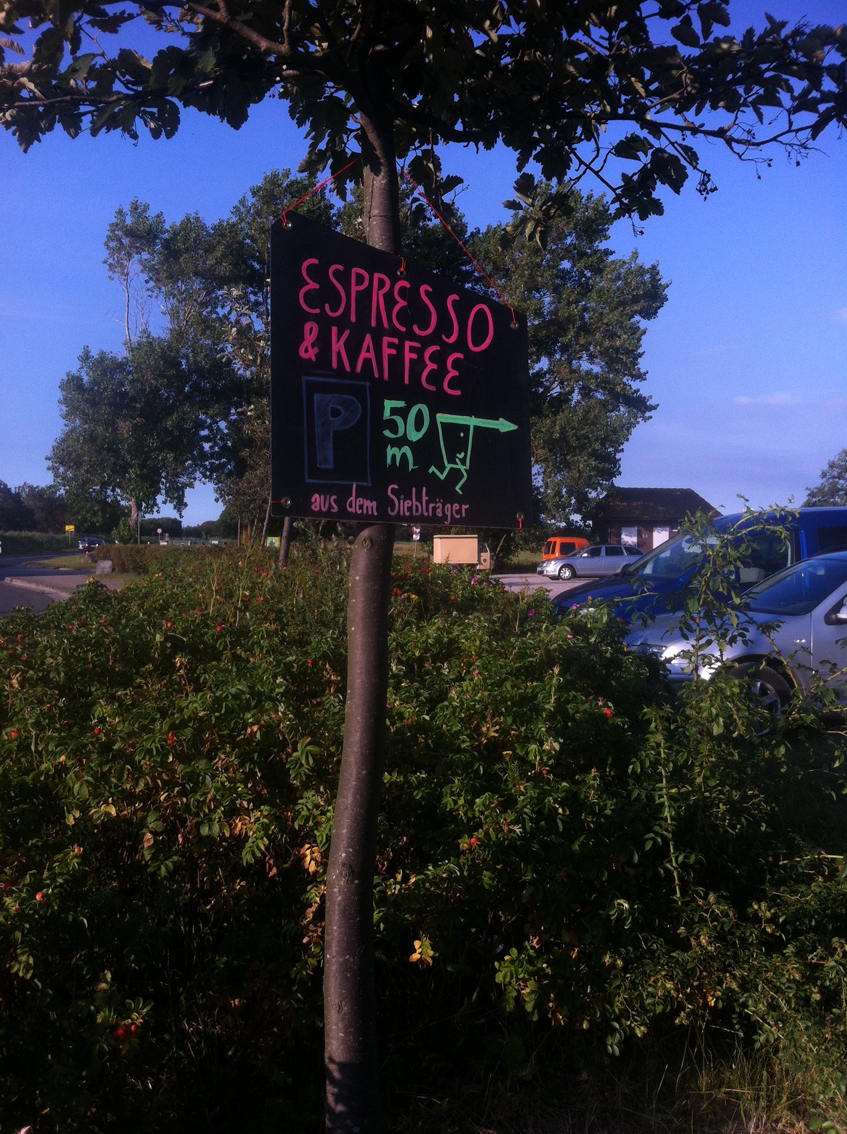 ESPRESSO
& KAFFEE
P 50
m
aus dem Siebträger